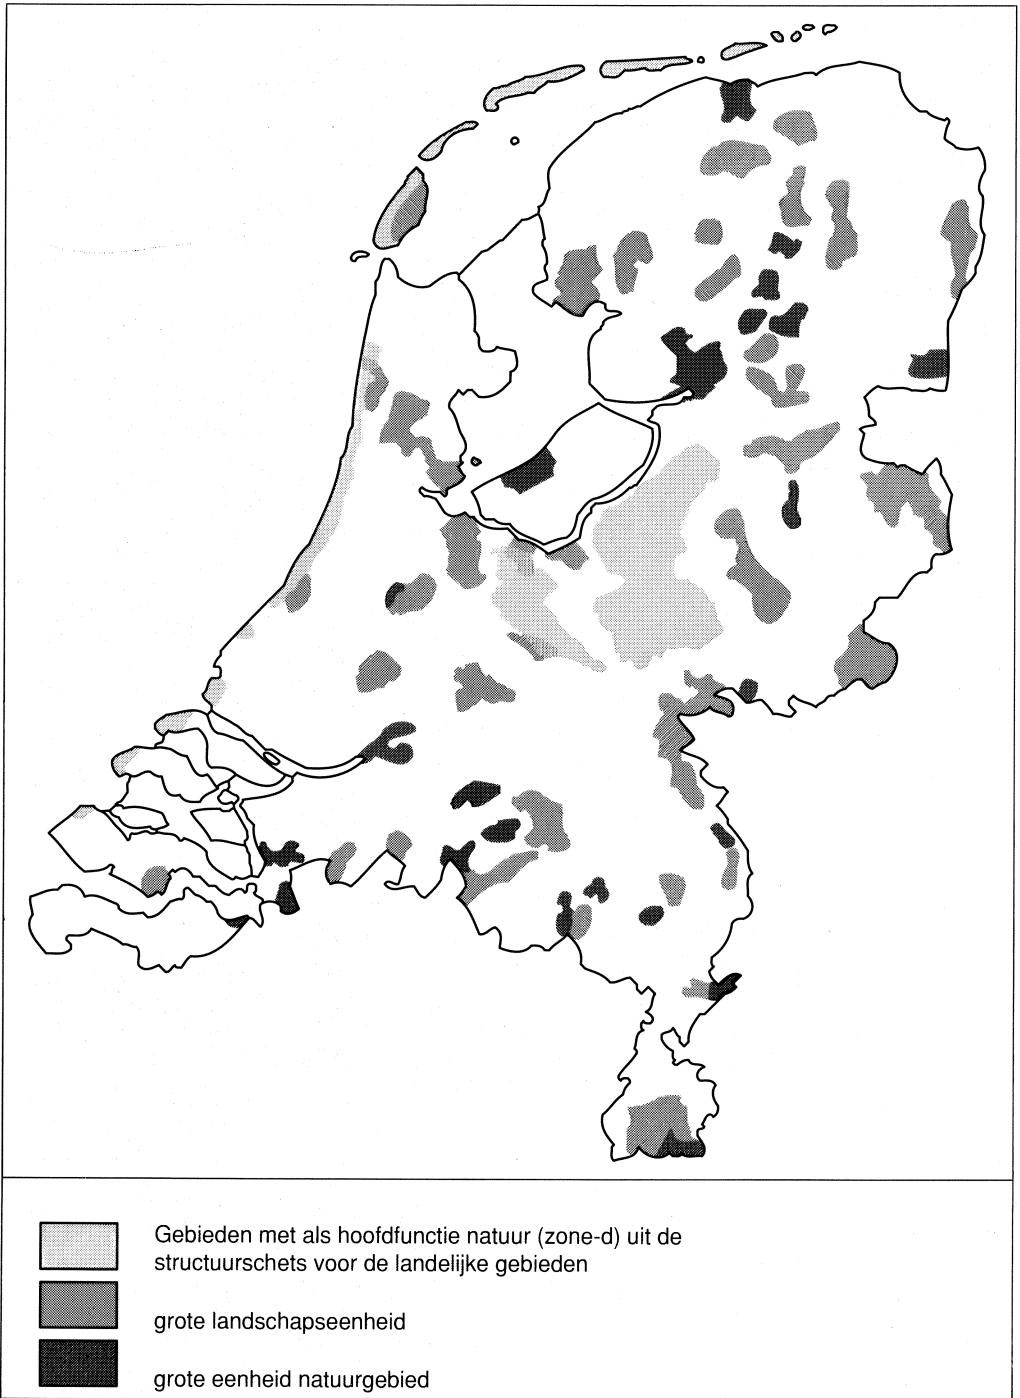 Gebieden met als hoofdfunctie natuur (zone-d) uit de
structuurschets voor de landelijke gebieden
grote landschapseenheid
grote eenheid natuurgebied